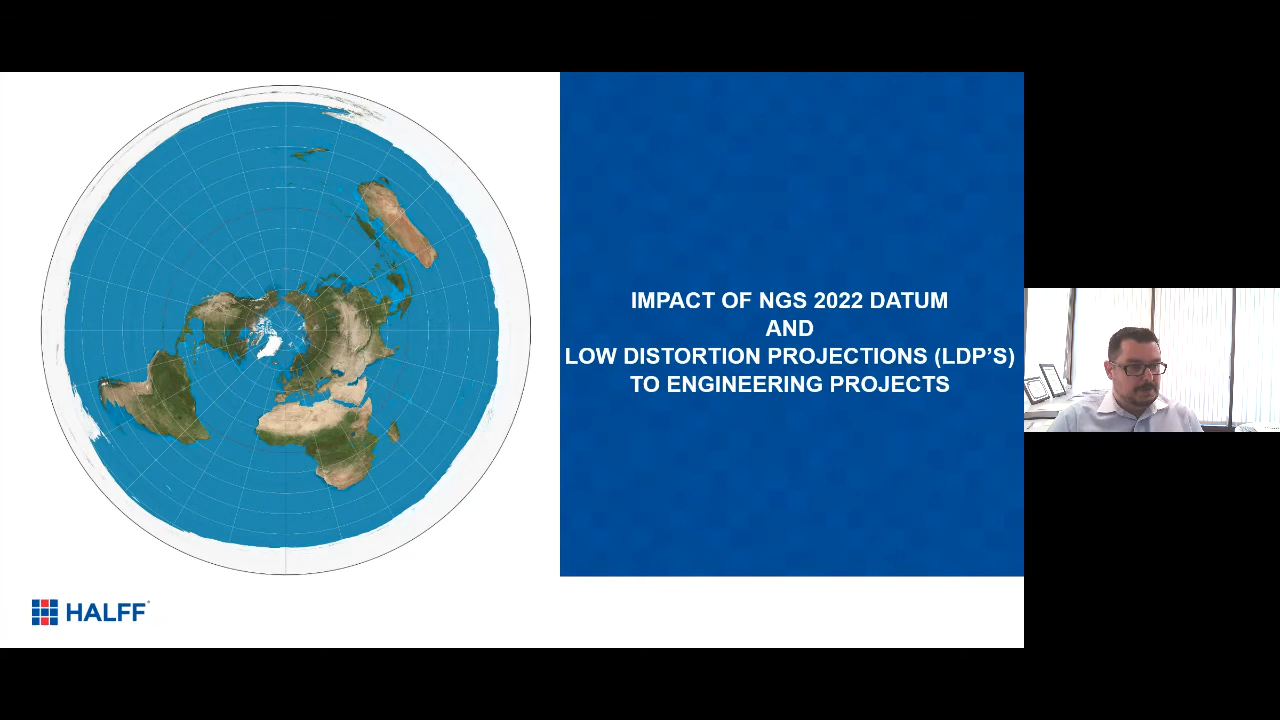 IMPACT OF NGS 2022 DATUM
AND
LOW DISTORTION PROJECTIONS (LDP’S)
TO ENGINEERING PROJECTS
HALFF